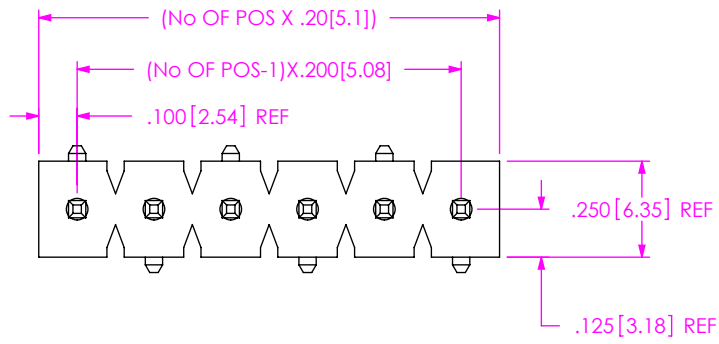 (No OF POS X .20[5.1])
(No OF POS-1)X.200[5.08]
.100[2.54] REF
.250[6.35] REF
.125[3.18] REF